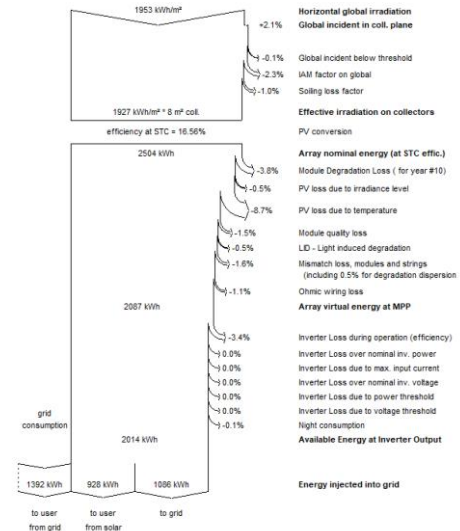 1953 kWh/m² Horizontal global irradiation
+2.1% Global incident in coll. plane
-0.1% Global incident below threshold
-2.3% IAM factor on global
-1.0% Soiling loss factor
1927 kWh/m² * 8 m² coll. Effective irradiation on collectors
efficiency at STC = 16.56% PV conversion
2504 kWh Array nominal energy (at STC effic.)
-3.8% Module Degradation Loss ( for year #10)
-0.5% PV loss due to irradiance level
-8.7% PV loss due to temperature
-1.5% Module quality loss
-0.5% LID - Light induced degradation
-1.6% Mismatch loss, modules and strings
(including 0.5% for degradation dispersion
-1.1% Ohmic wiring loss
2087 kWh Array virtual energy at MPP
-3.4% Inverter Loss during operation (efficiency)
0.0% Inverter Loss over nominal inv. power
0.0% Inverter Loss due to max. input current
0.0% Inverter Loss over nominal inv. voltage
0.0% Inverter Loss due to power threshold
0.0% Inverter Loss due to voltage threshold
-0.1% Night consumption
grid
consumption
2014 kWh Available Energy at Inverter Output
1392 kWh 928 kWh 1086 kWh Energy injected into grid
to user to user to grid
from grid from solar